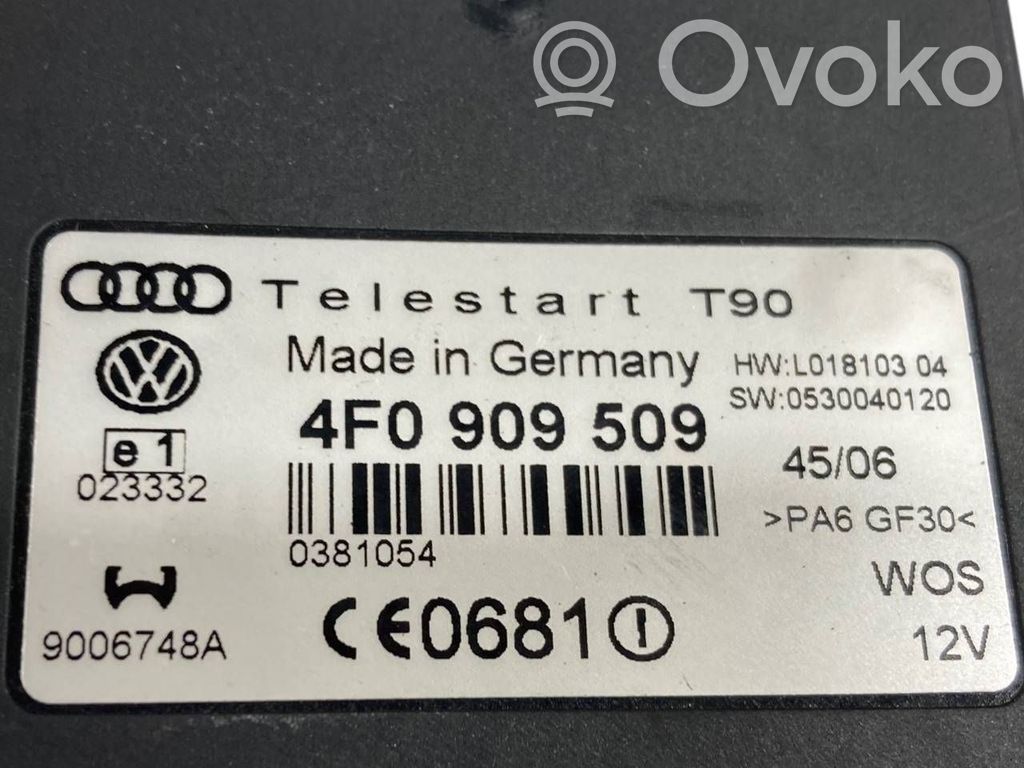 Ovoko
Telestart T90
Made in Germany
HW:L018103 04
SW:0530040120
4F0 909 509
e 1
023332
45/06
0381054
>PA6 GF30<
WOS
9006748A
CE0681
12V